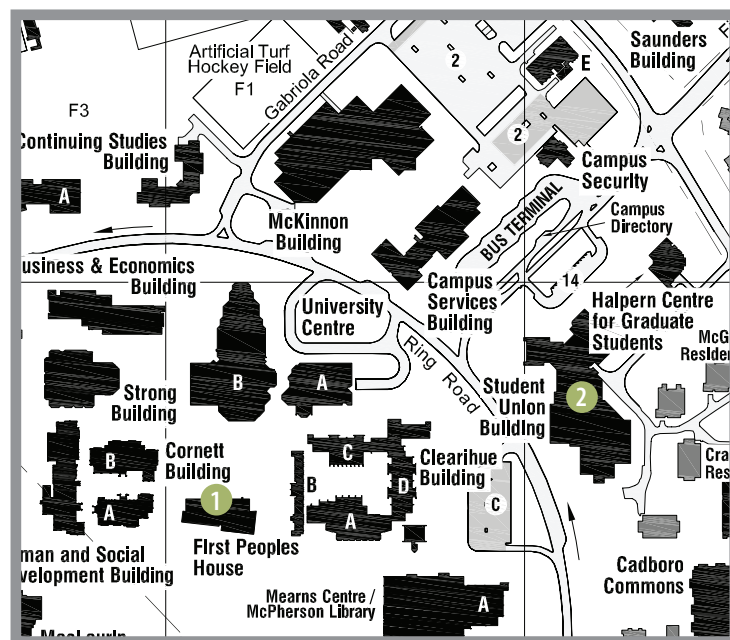 Artificial Turf
Hockey Field
F1
F3
Gabriola Road
2
E
Saunders
Building
2
Continuing Studies
Building
A
McKinnon
Building
Campus
Security
BUS TERMINAL
Campus
Directory
14
usiness & Economics
Building
University
Centre
Campus
Services
Building
Halpern Centre
for Graduate
Students
McG
Residen
Ring Road
B
A
Strong
Building
Student
Union
Building
2
B
Cornett
Building
C
Clearihue
Building
Cra
Res
B
D
A
1
A
C
First Peoples
House
man and Social
velopment Building
Mearns Centre /
McPherson Library
A
Cadboro
Commons
MacLaurin